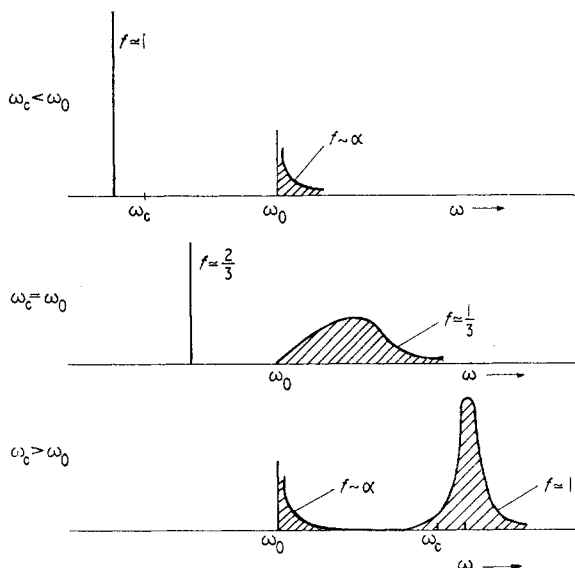 f≃1
ω_c<ω_0
f~α
ω_c
ω_0
ω →
f≃2/3
ω_c=ω_0
f≃1/3
ω_0
ω →
ω_c>ω_0
f~α
f≃1
ω_0
ω_c
ω →